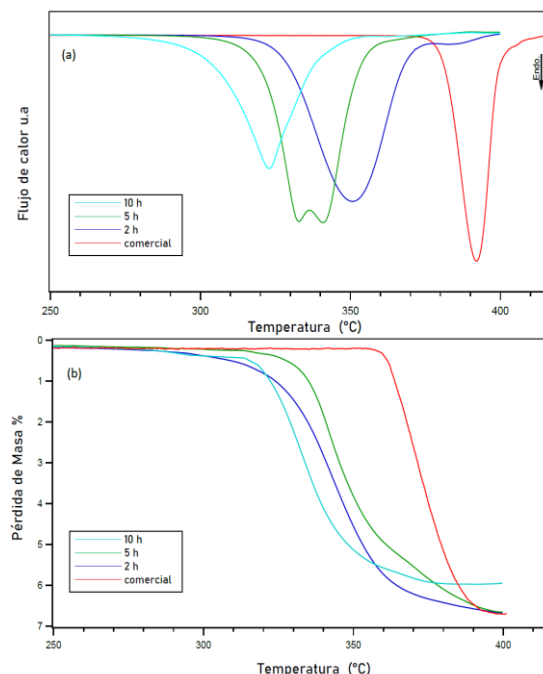 (a)
Endo.
Flujo de calor u.a
10 h
5 h
2 h
comercial
250
300
350
400
Temperatura (°C)
0
1
2
3
4
5
6
7
(b)
Pérdida de Masa %
10 h
5 h
2 h
comercial
250
300
350
400
Temperatura (°C)